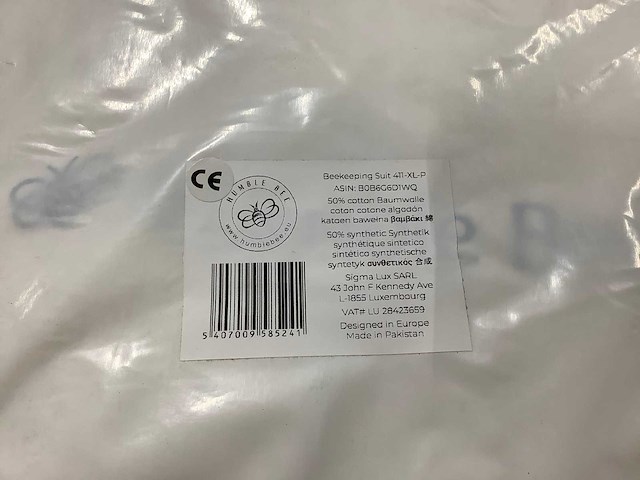 CE
HUMBLE BEE
www.humblebee.eu
5 407009 585241
Beekeeping Suit 411-XL-P
ASIN: B0B6G6D1WQ
50% cotton Baumwolle
coton cotone algodón
katoen bawełna βαμβάκι 綿
50% synthetic Synthetik
synthétique sintetico
sintético synthetische
syntetyk συνθετικός 合成
Sigma Lux SARL
43 John F Kennedy Ave
L-1855 Luxembourg
VAT# LU 28423659
Designed in Europe
Made in Pakistan